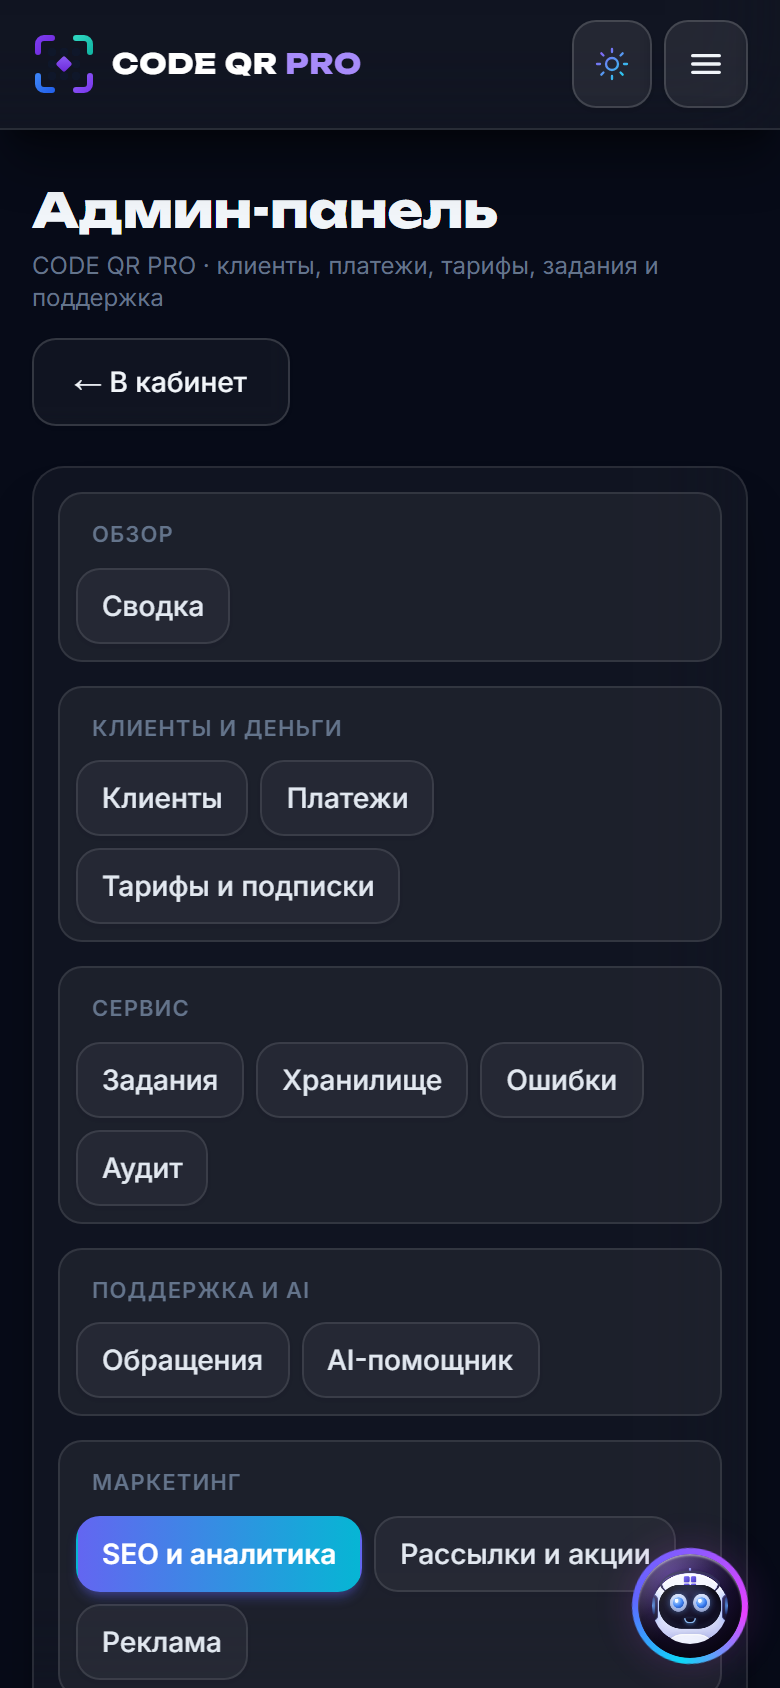 CODE QR PRO
Админ-панель
CODE QR PRO · клиенты, платежи, тарифы, задания и
поддержка
← В кабинет
ОБЗОР
Сводка
КЛИЕНТЫ И ДЕНЬГИ
Клиенты Платежи
Тарифы и подписки
СЕРВИС
Задания Хранилище Ошибки
Аудит
ПОДДЕРЖКА И AI
Обращения AI-помощник
МАРКЕТИНГ
SEO и аналитика Рассылки и акции
Реклама